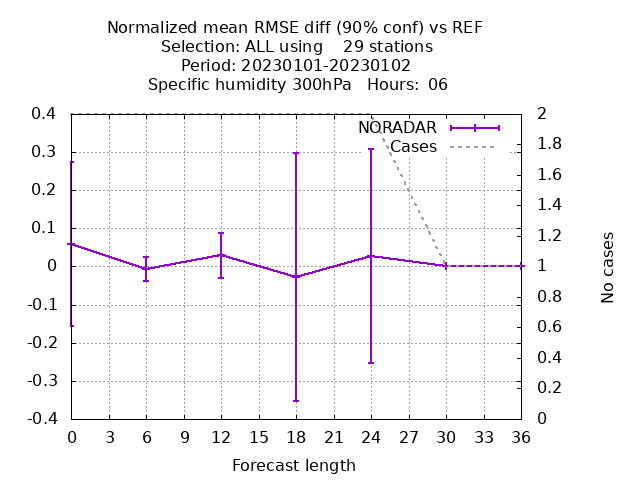 Normalized mean RMSE diff (90% conf) vs REF
Selection: ALL using    29 stations
Period: 20230101-20230102
Specific humidity 300hPa   Hours:  06
NORADAR
Cases
0.4
0.3
0.2
0.1
0
-0.1
-0.2
-0.3
-0.4
2
1.8
1.6
1.4
1.2
1
0.8
0.6
0.4
0.2
0
No cases
0 3 6 9 12 15 18 21 24 27 30 33 36
Forecast length